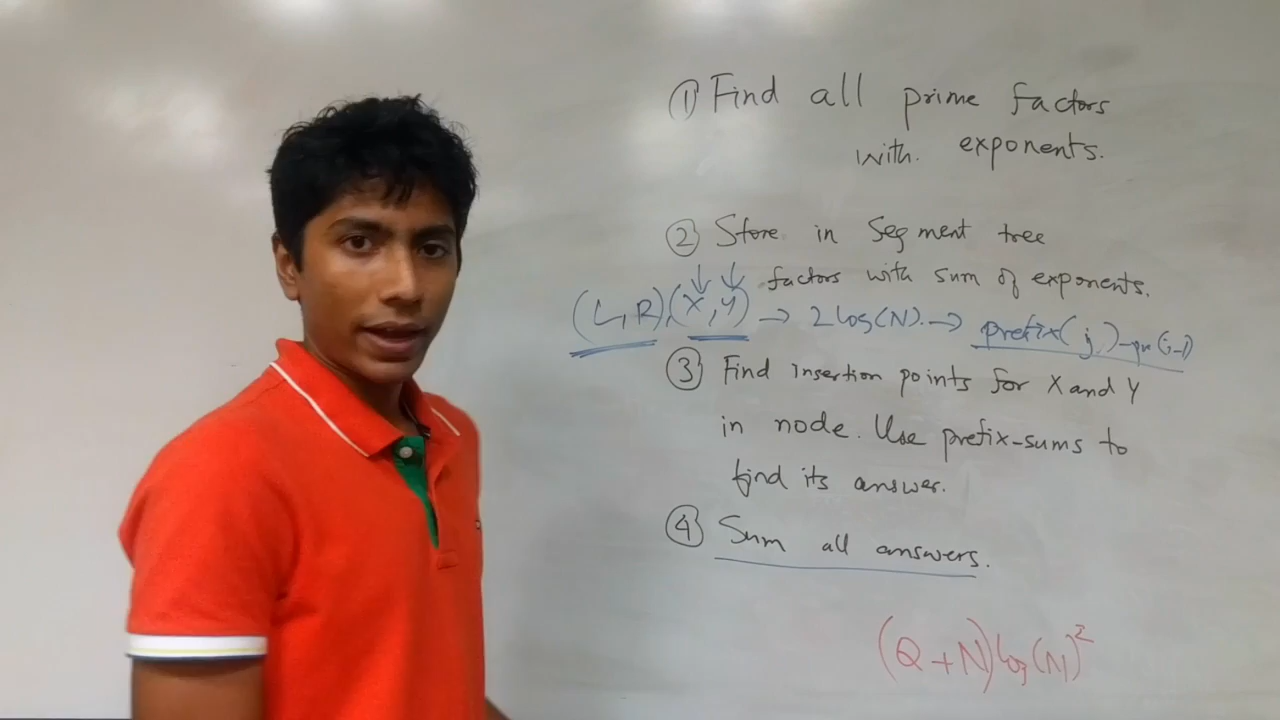 ① Find all prime factors
with. exponents.
② Store in Segment tree
factors with sum of exponents.
(L,R),(X,Y) → 2log(N). → prefix(j)-pre(i-1)
③ Find insertion points for X and Y
in node. Use prefix-sums to
find its answer.
④ Sum all answers.
(Q+N)log(N)²